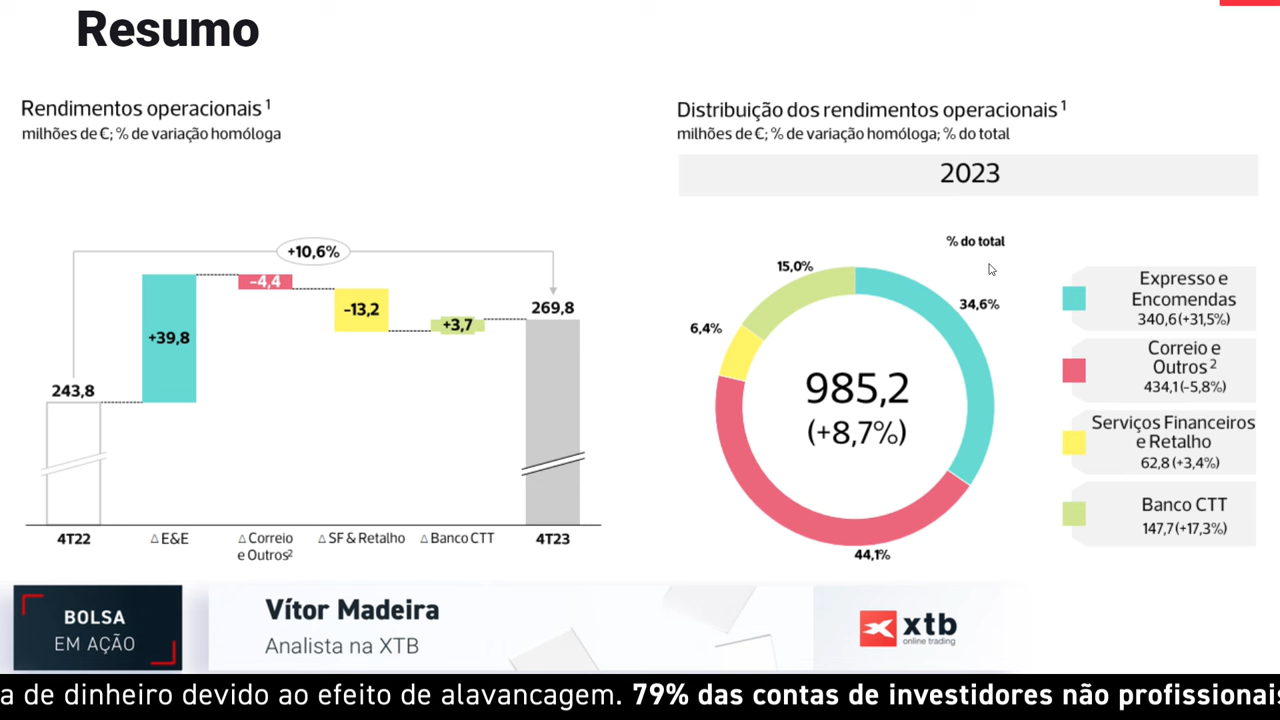 Resumo
Rendimentos operacionais ¹
milhões de €; % de variação homóloga
+10,6%
243,8
+39,8
−4,4
-13,2
+3,7
269,8
4T22
△ E&E
△ Correio
e Outros²
△ SF & Retalho
△ Banco CTT
4T23
Distribuição dos rendimentos operacionais ¹
milhões de €; % de variação homóloga; % do total
2023
% do total
15,0%
34,6%
6,4%
985,2
(+8,7%)
44,1%
Expresso e
Encomendas
340,6(+31,5%)
Correio e
Outros ²
434,1(−5,8%)
Serviços Financeiros
e Retalho
62,8 (+3,4%)
Banco CTT
147,7(+17,3%)
BOLSA
EM AÇÃO
Vítor Madeira
Analista na XTB
xtb
online trading
a de dinheiro devido ao efeito de alavancagem. 79% das contas de investidores não profissionais